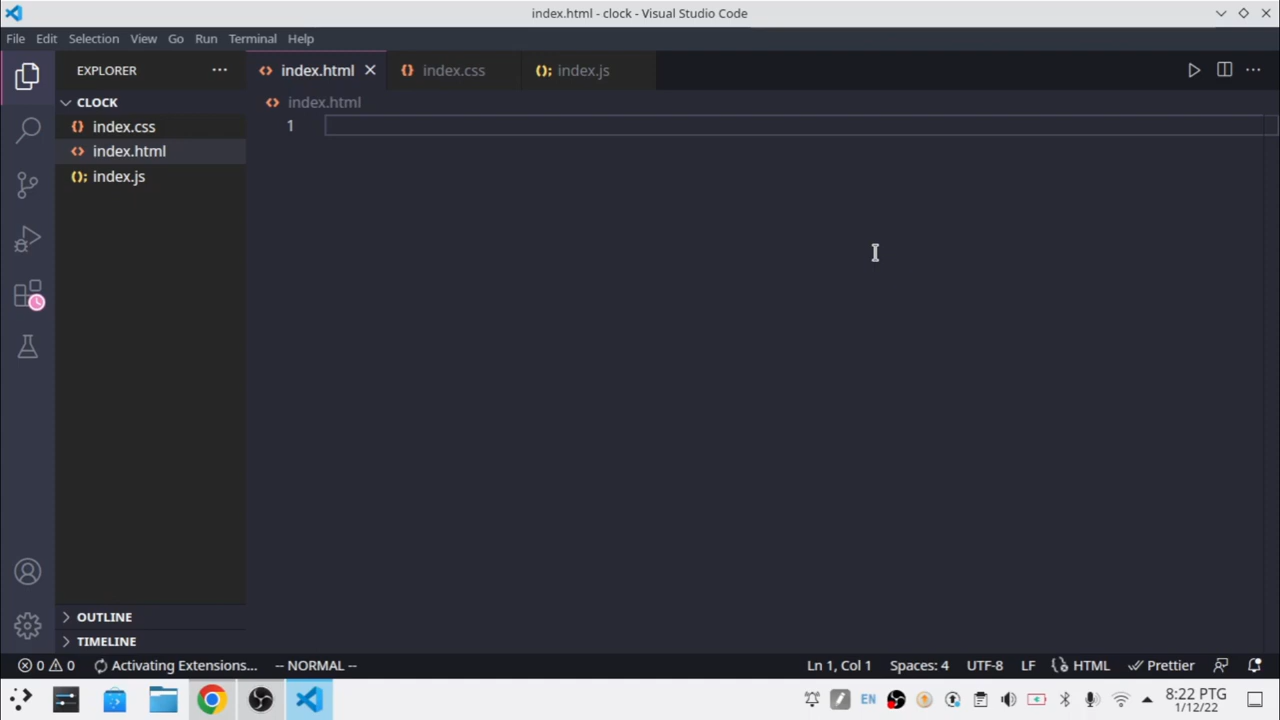 index.html - clock - Visual Studio Code
File Edit Selection View Go Run Terminal Help
EXPLORER
index.html index.css index.js
CLOCK
index.html
index.css
1
index.html
index.js
OUTLINE
TIMELINE
0 0 Activating Extensions... -- NORMAL -- Ln 1, Col 1 Spaces: 4 UTF-8 LF HTML Prettier
EN
8:22 PTG
1/12/22